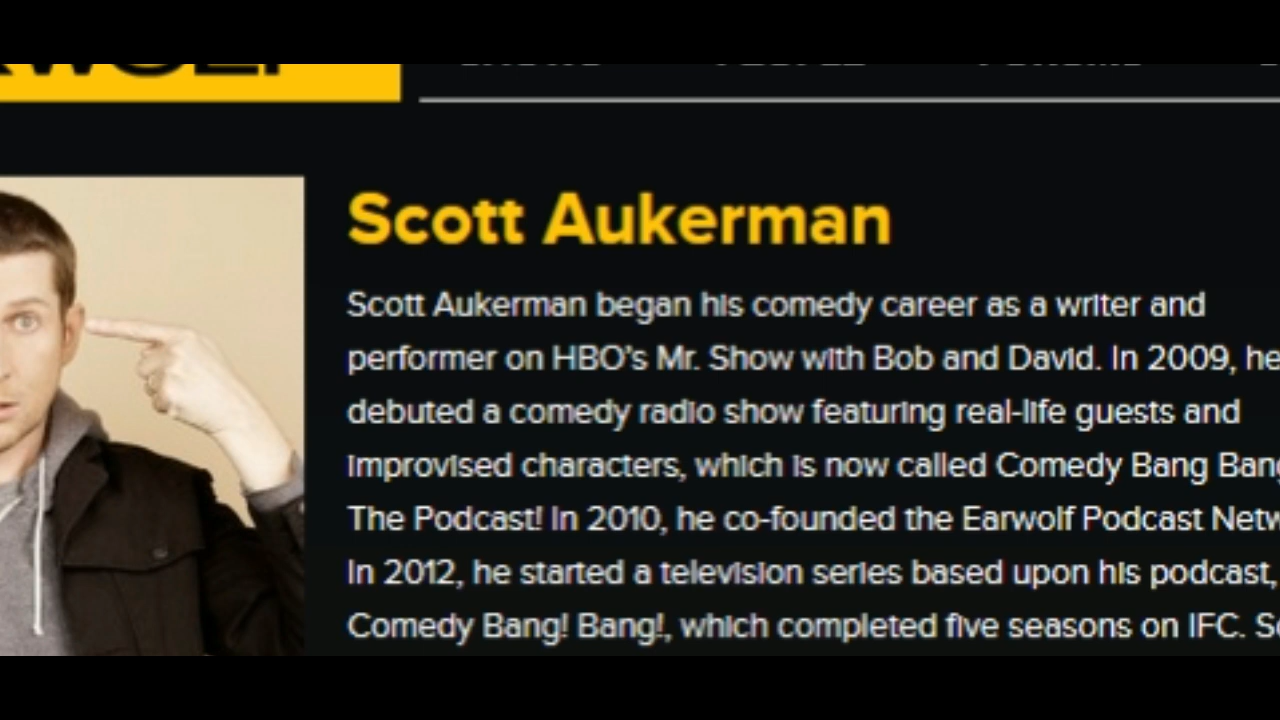 Scott Aukerman
Scott Aukerman began his comedy career as a writer and
performer on HBO's Mr. Show with Bob and David. In 2009, he
debuted a comedy radio show featuring real-life guests and
improvised characters, which is now called Comedy Bang Bang
The Podcast! In 2010, he co-founded the Earwolf Podcast Netw
In 2012, he started a television series based upon his podcast,
Comedy Bang! Bang!, which completed five seasons on IFC. Sc